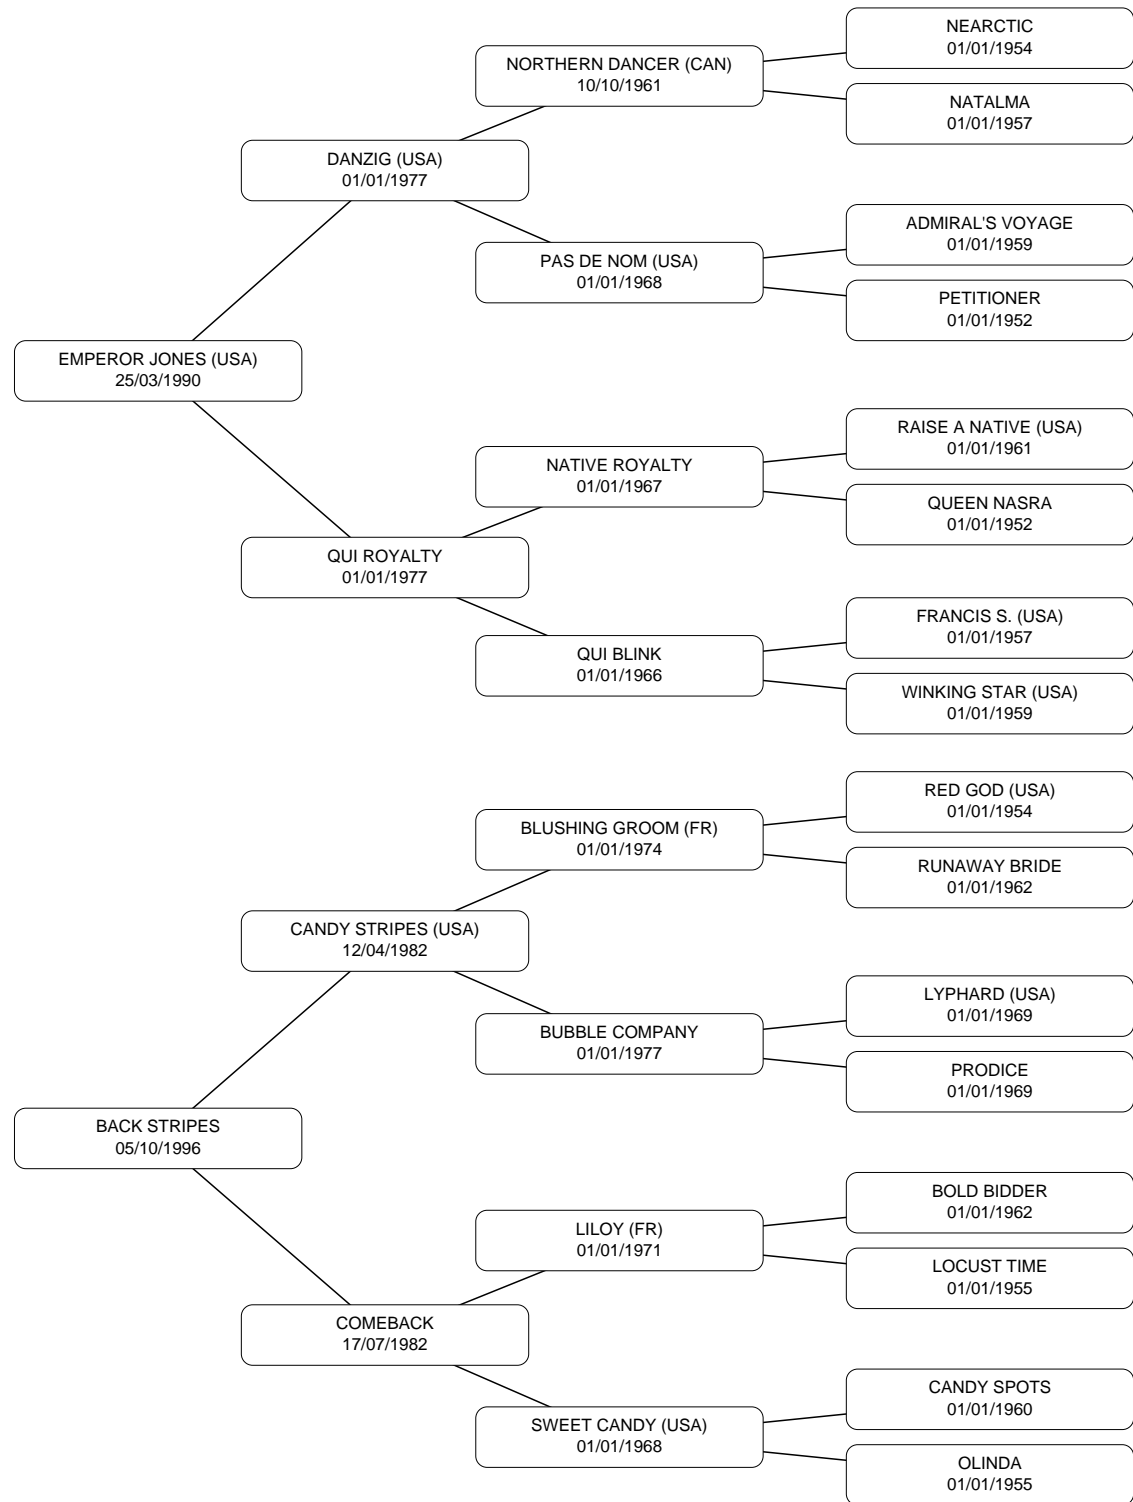 NEARCTIC
01/01/1954
NORTHERN DANCER (CAN)
10/10/1961
NATALMA
01/01/1957
DANZIG (USA)
01/01/1977
ADMIRAL'S VOYAGE
01/01/1959
PAS DE NOM (USA)
01/01/1968
PETITIONER
01/01/1952
EMPEROR JONES (USA)
25/03/1990
RAISE A NATIVE (USA)
01/01/1961
NATIVE ROYALTY
01/01/1967
QUEEN NASRA
01/01/1952
QUI ROYALTY
01/01/1977
FRANCIS S. (USA)
01/01/1957
QUI BLINK
01/01/1966
WINKING STAR (USA)
01/01/1959
RED GOD (USA)
01/01/1954
BLUSHING GROOM (FR)
01/01/1974
RUNAWAY BRIDE
01/01/1962
CANDY STRIPES (USA)
12/04/1982
LYPHARD (USA)
01/01/1969
BUBBLE COMPANY
01/01/1977
PRODICE
01/01/1969
BACK STRIPES
05/10/1996
BOLD BIDDER
01/01/1962
LILOY (FR)
01/01/1971
LOCUST TIME
01/01/1955
COMEBACK
17/07/1982
CANDY SPOTS
01/01/1960
SWEET CANDY (USA)
01/01/1968
OLINDA
01/01/1955